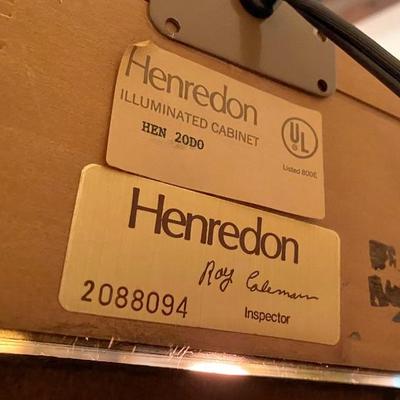 Henredon
ILLUMINATED CABINET
HEN 20D0
UL
Listed 800E
Henredon
Roy Coleman
2088094
Inspector